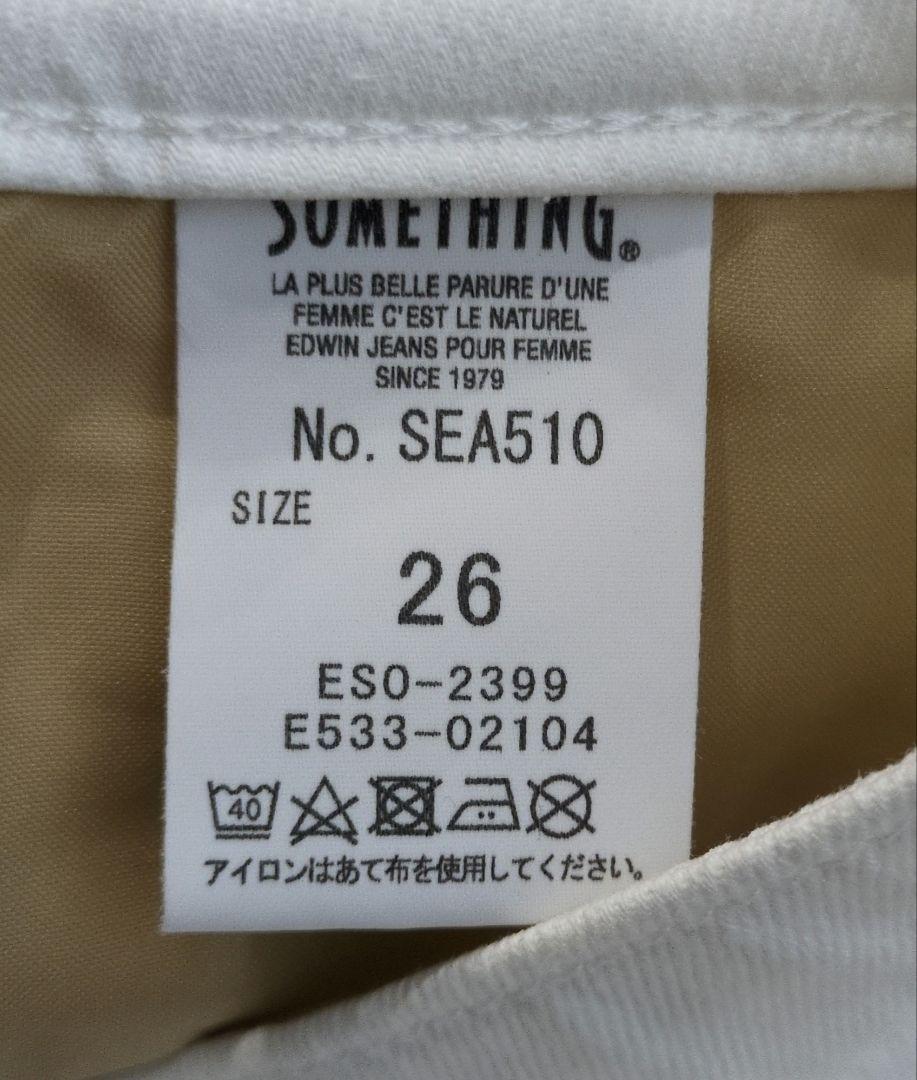 SOMETHING®
LA PLUS BELLE PARURE D'UNE
FEMME C'EST LE NATUREL
EDWIN JEANS POUR FEMME
SINCE 1979
No. SEA510
SIZE
26
ESO-2399
E533-02104
40
アイロンはあて布を使用してください。